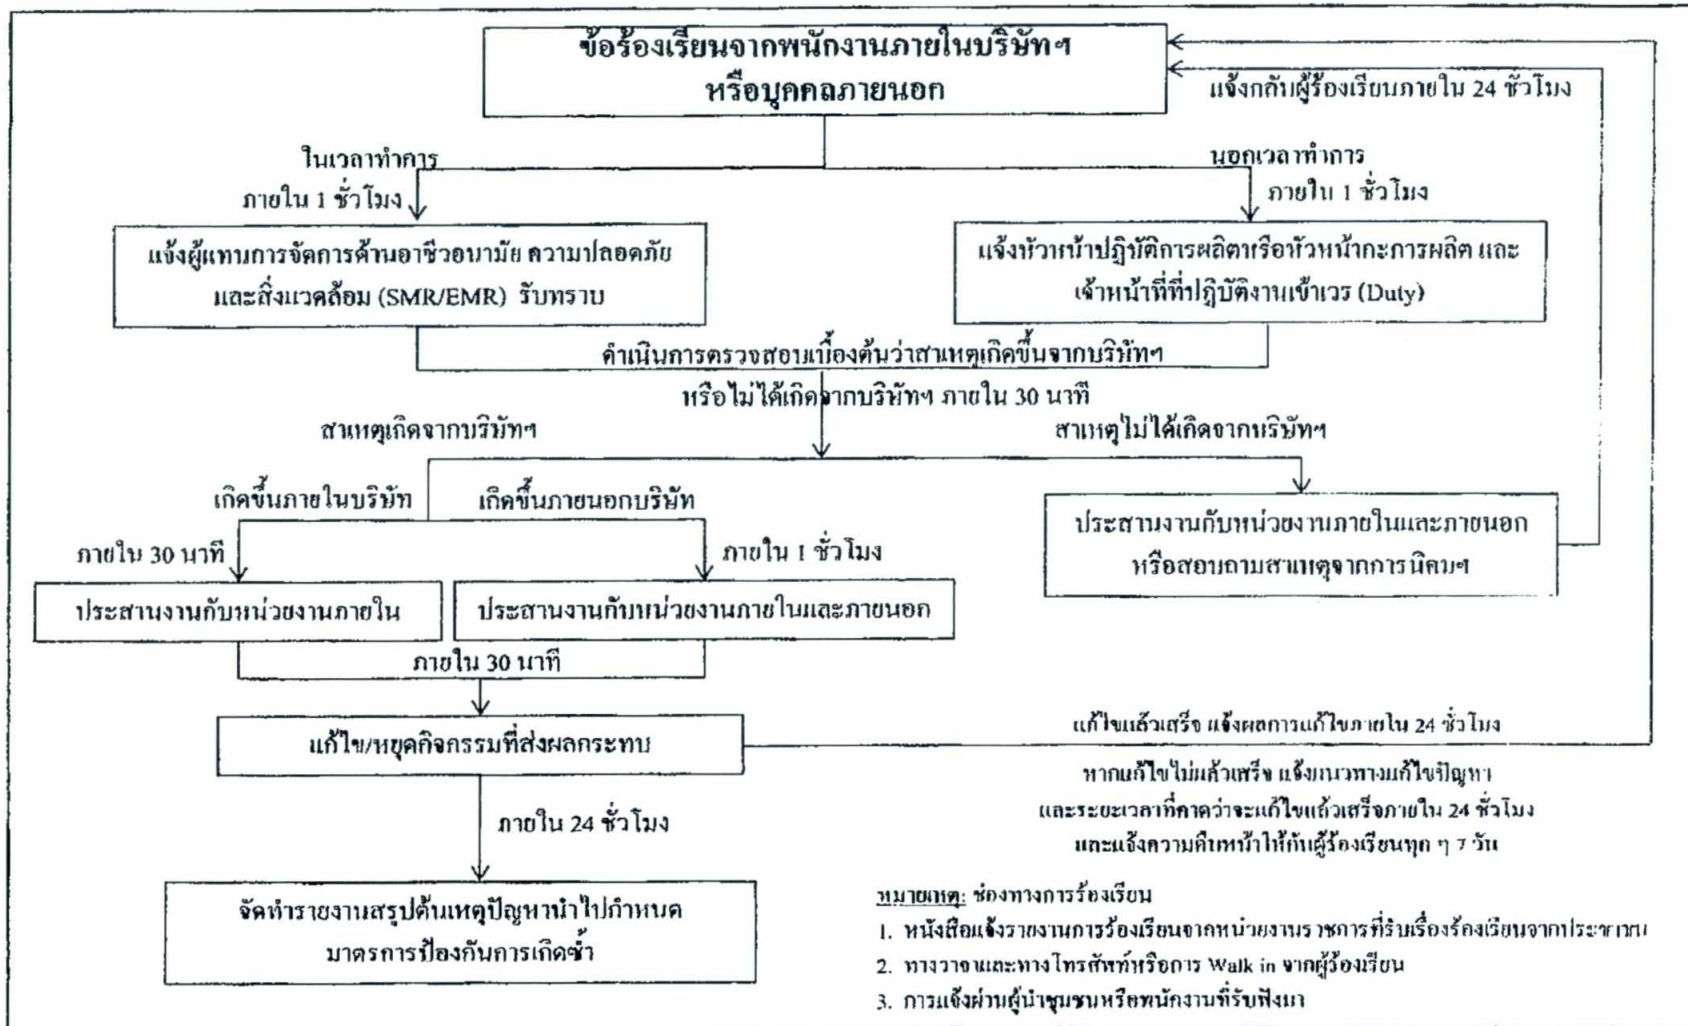 ข้อร้องเรียนจากพนักงานภายในบริษัทฯ
หรือบุคคลภายนอก
แจ้งกลับผู้ร้องเรียนภายใน 24 ชั่วโมง
ในเวลาทำการ
นอกเวลาทำการ
ภายใน 1 ชั่วโมง
ภายใน 1 ชั่วโมง
แจ้งผู้แทนการจัดการด้านอาชีวอนามัย ความปลอดภัย
และสิ่งแวดล้อม (SMR/EMR) รับทราบ
แจ้งหัวหน้าปฏิบัติการผลิตหรือหัวหน้ากะการผลิต และ
เจ้าหน้าที่ที่ปฏิบัติงานเข้าเวร (Duty)
ดำเนินการตรวจสอบเบื้องต้นว่าสาเหตุเกิดขึ้นจากบริษัทฯ
หรือไม่ได้เกิดจากบริษัทฯ ภายใน 30 นาที
สาเหตุเกิดจากบริษัทฯ
สาเหตุไม่ได้เกิดจากบริษัทฯ
เกิดขึ้นภายในบริษัท
เกิดขึ้นภายนอกบริษัท
ภายใน 30 นาที
ภายใน 1 ชั่วโมง
ประสานงานกับหน่วยงานภายในและภายนอก
หรือสอบถามสาเหตุจากการนิคมฯ
ประสานงานกับหน่วยงานภายใน
ประสานงานกับหน่วยงานภายในและภายนอก
ภายใน 30 นาที
แก้ไข/หยุดกิจกรรมที่ส่งผลกระทบ
แก้ไขแล้วเสร็จ แจ้งผลการแก้ไขภายใน 24 ชั่วโมง
หากแก้ไขไม่แล้วเสร็จ แจ้งแนวทางแก้ไขปัญหา
และระยะเวลาที่คาดว่าจะแก้ไขแล้วเสร็จภายใน 24 ชั่วโมง
และแจ้งความคืบหน้าให้กับผู้ร้องเรียนทุก ๆ 7 วัน
ภายใน 24 ชั่วโมง
จัดทำรายงานสรุปต้นเหตุปัญหานำไปกำหนด
มาตรการป้องกันการเกิดซ้ำ
หมายเหตุ: ช่องทางการร้องเรียน
1. หนังสือแจ้งรายงานการร้องเรียนจากหน่วยงานราชการที่รับเรื่องร้องเรียนจากประชาชน
2. ทางวาจาและทางโทรศัพท์หรือการ Walk in จากผู้ร้องเรียน
3. การแจ้งผ่านผู้นำชุมชนหรือพนักงานที่รับฟังมา